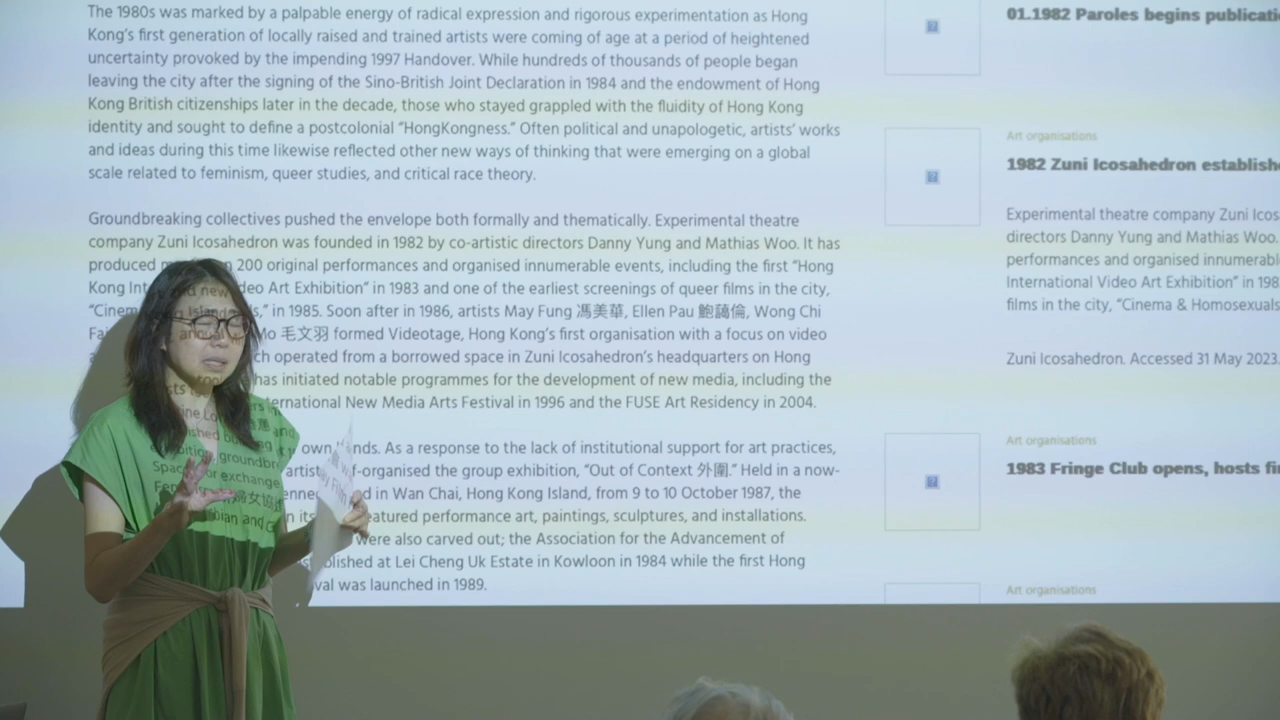 The 1980s was marked by a palpable energy of radical expression and rigorous experimentation as Hong
Kong's first generation of locally raised and trained artists were coming of age at a period of heightened
uncertainty provoked by the impending 1997 Handover. While hundreds of thousands of people began
leaving the city after the signing of the Sino-British Joint Declaration in 1984 and the endowment of Hong
Kong British citizenships later in the decade, those who stayed grappled with the fluidity of Hong Kong
identity and sought to define a postcolonial "HongKongness." Often political and unapologetic, artists' works
and ideas during this time likewise reflected other new ways of thinking that were emerging on a global
scale related to feminism, queer studies, and critical race theory.
Groundbreaking collectives pushed the envelope both formally and thematically. Experimental theatre
company Zuni Icosahedron was founded in 1982 by co-artistic directors Danny Yung and Mathias Woo. It has
produced 200 original performances and organised innumerable events, including the first "Hong
Kong Video Art Exhibition" in 1983 and one of the earliest screenings of queer films in the city,
in 1985. Soon after in 1986, artists May Fung 馮美華, Ellen Pau 鮑藹倫, Wong Chi
Mo 毛文羽 formed Videotage, Hong Kong's first organisation with a focus on video
operated from a borrowed space in Zuni Icosahedron's headquarters on Hong
has initiated notable programmes for the development of new media, including the
International New Media Arts Festival in 1996 and the FUSE Art Residency in 2004.
own. As a response to the lack of institutional support for art practices,
organised the group exhibition, "Out of Context 外圍." Held in a now-
in Wan Chai, Hong Kong Island, from 9 to 10 October 1987, the
featured performance art, paintings, sculptures, and installations.
were also carved out; the Association for the Advancement of
at Lei Cheng Uk Estate in Kowloon in 1984 while the first Hong
was launched in 1989.
01.1982 Paroles begins
Art organisations
1982 Zuni Icosahedron
Experimental theatre company Zuni
directors Danny Yung and Mathias Woo.
performances and organised
International Video Art Exhibition" in
films in the city, "Cinema &
Zuni Icosahedron. Accessed 31 May 2023.
Art organisations
1983 Fringe Club opens, hosts
Art organisations